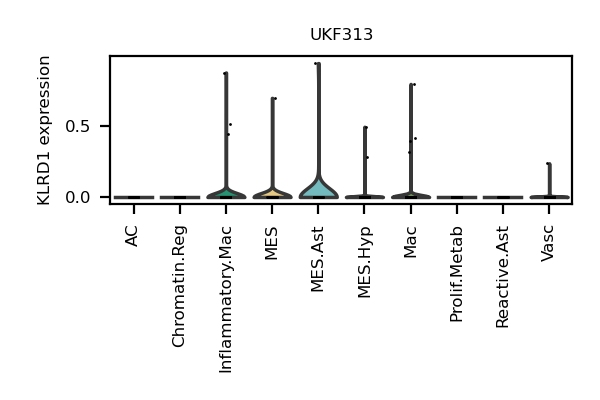 UKF313
KLRD1 expression
0.5
0.0
AC
Chromatin.Reg
Inflammatory.Mac
MES
MES.Ast
MES.Hyp
Mac
Prolif.Metab
Reactive.Ast
Vasc